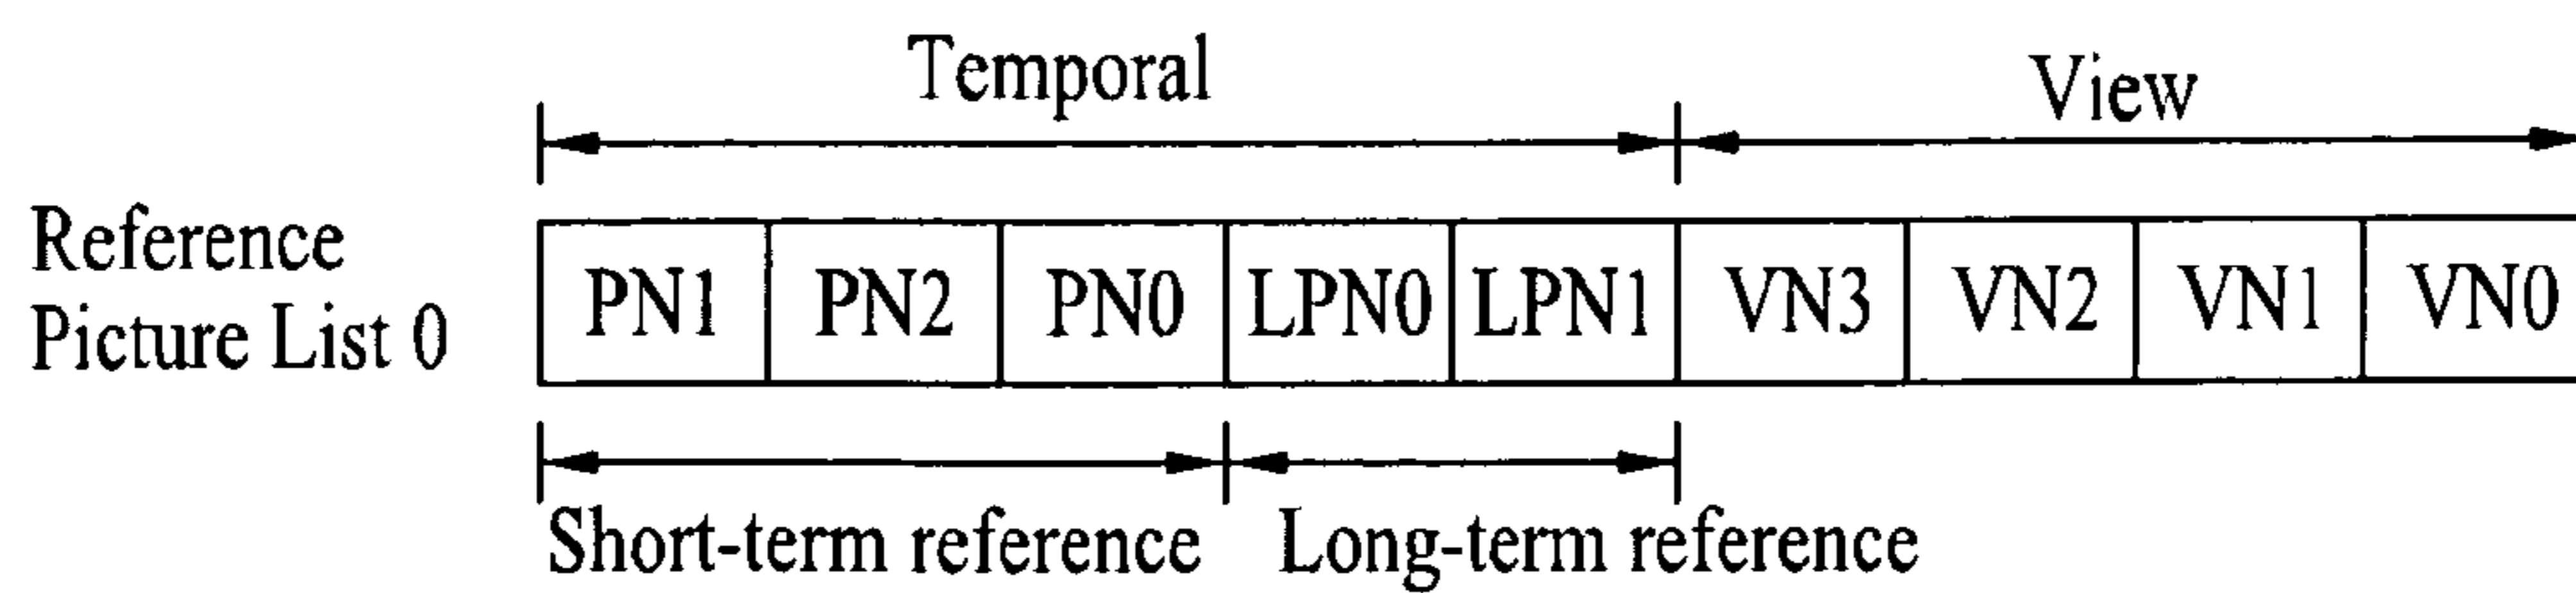 Temporal View
Reference
Picture List 0
PN1 PN2 PN0 LPN0 LPN1 VN3 VN2 VN1 VN0
Short-term reference Long-term reference